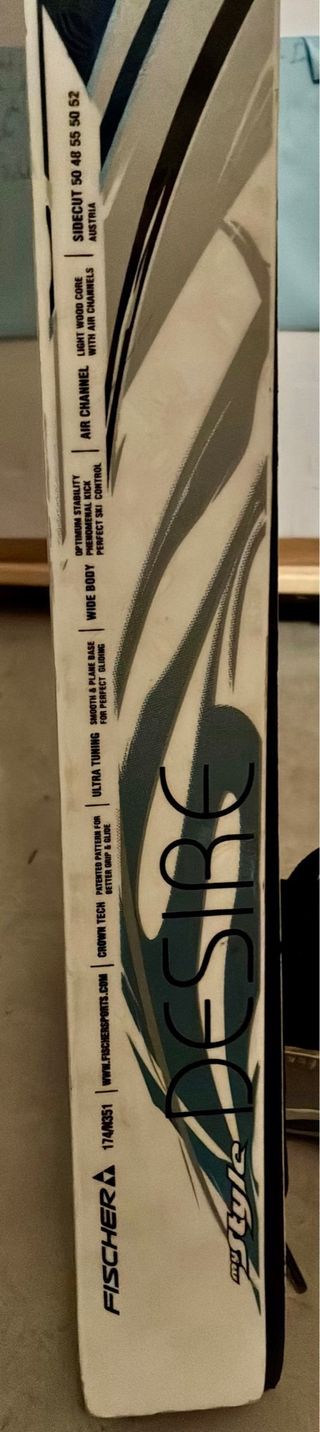 FISCHER 174/M351 | WWW.FISCHERSPORTS.COM | CROWN TECH PATENTED PATTERN FOR
BETTER GRIP & GLIDE | ULTRA TUNING SMOOTH & PLANE BASE
FOR PERFECT GLIDING | WIDE BODY OPTIMUM STABILITY
PHENOMENAL KICK
PERFECT SKI CONTROL | AIR CHANNEL LIGHT WOOD CORE
WITH AIR CHANNELS | SIDECUT 50 48 55 50 52
AUSTRIA
my style DESIRE